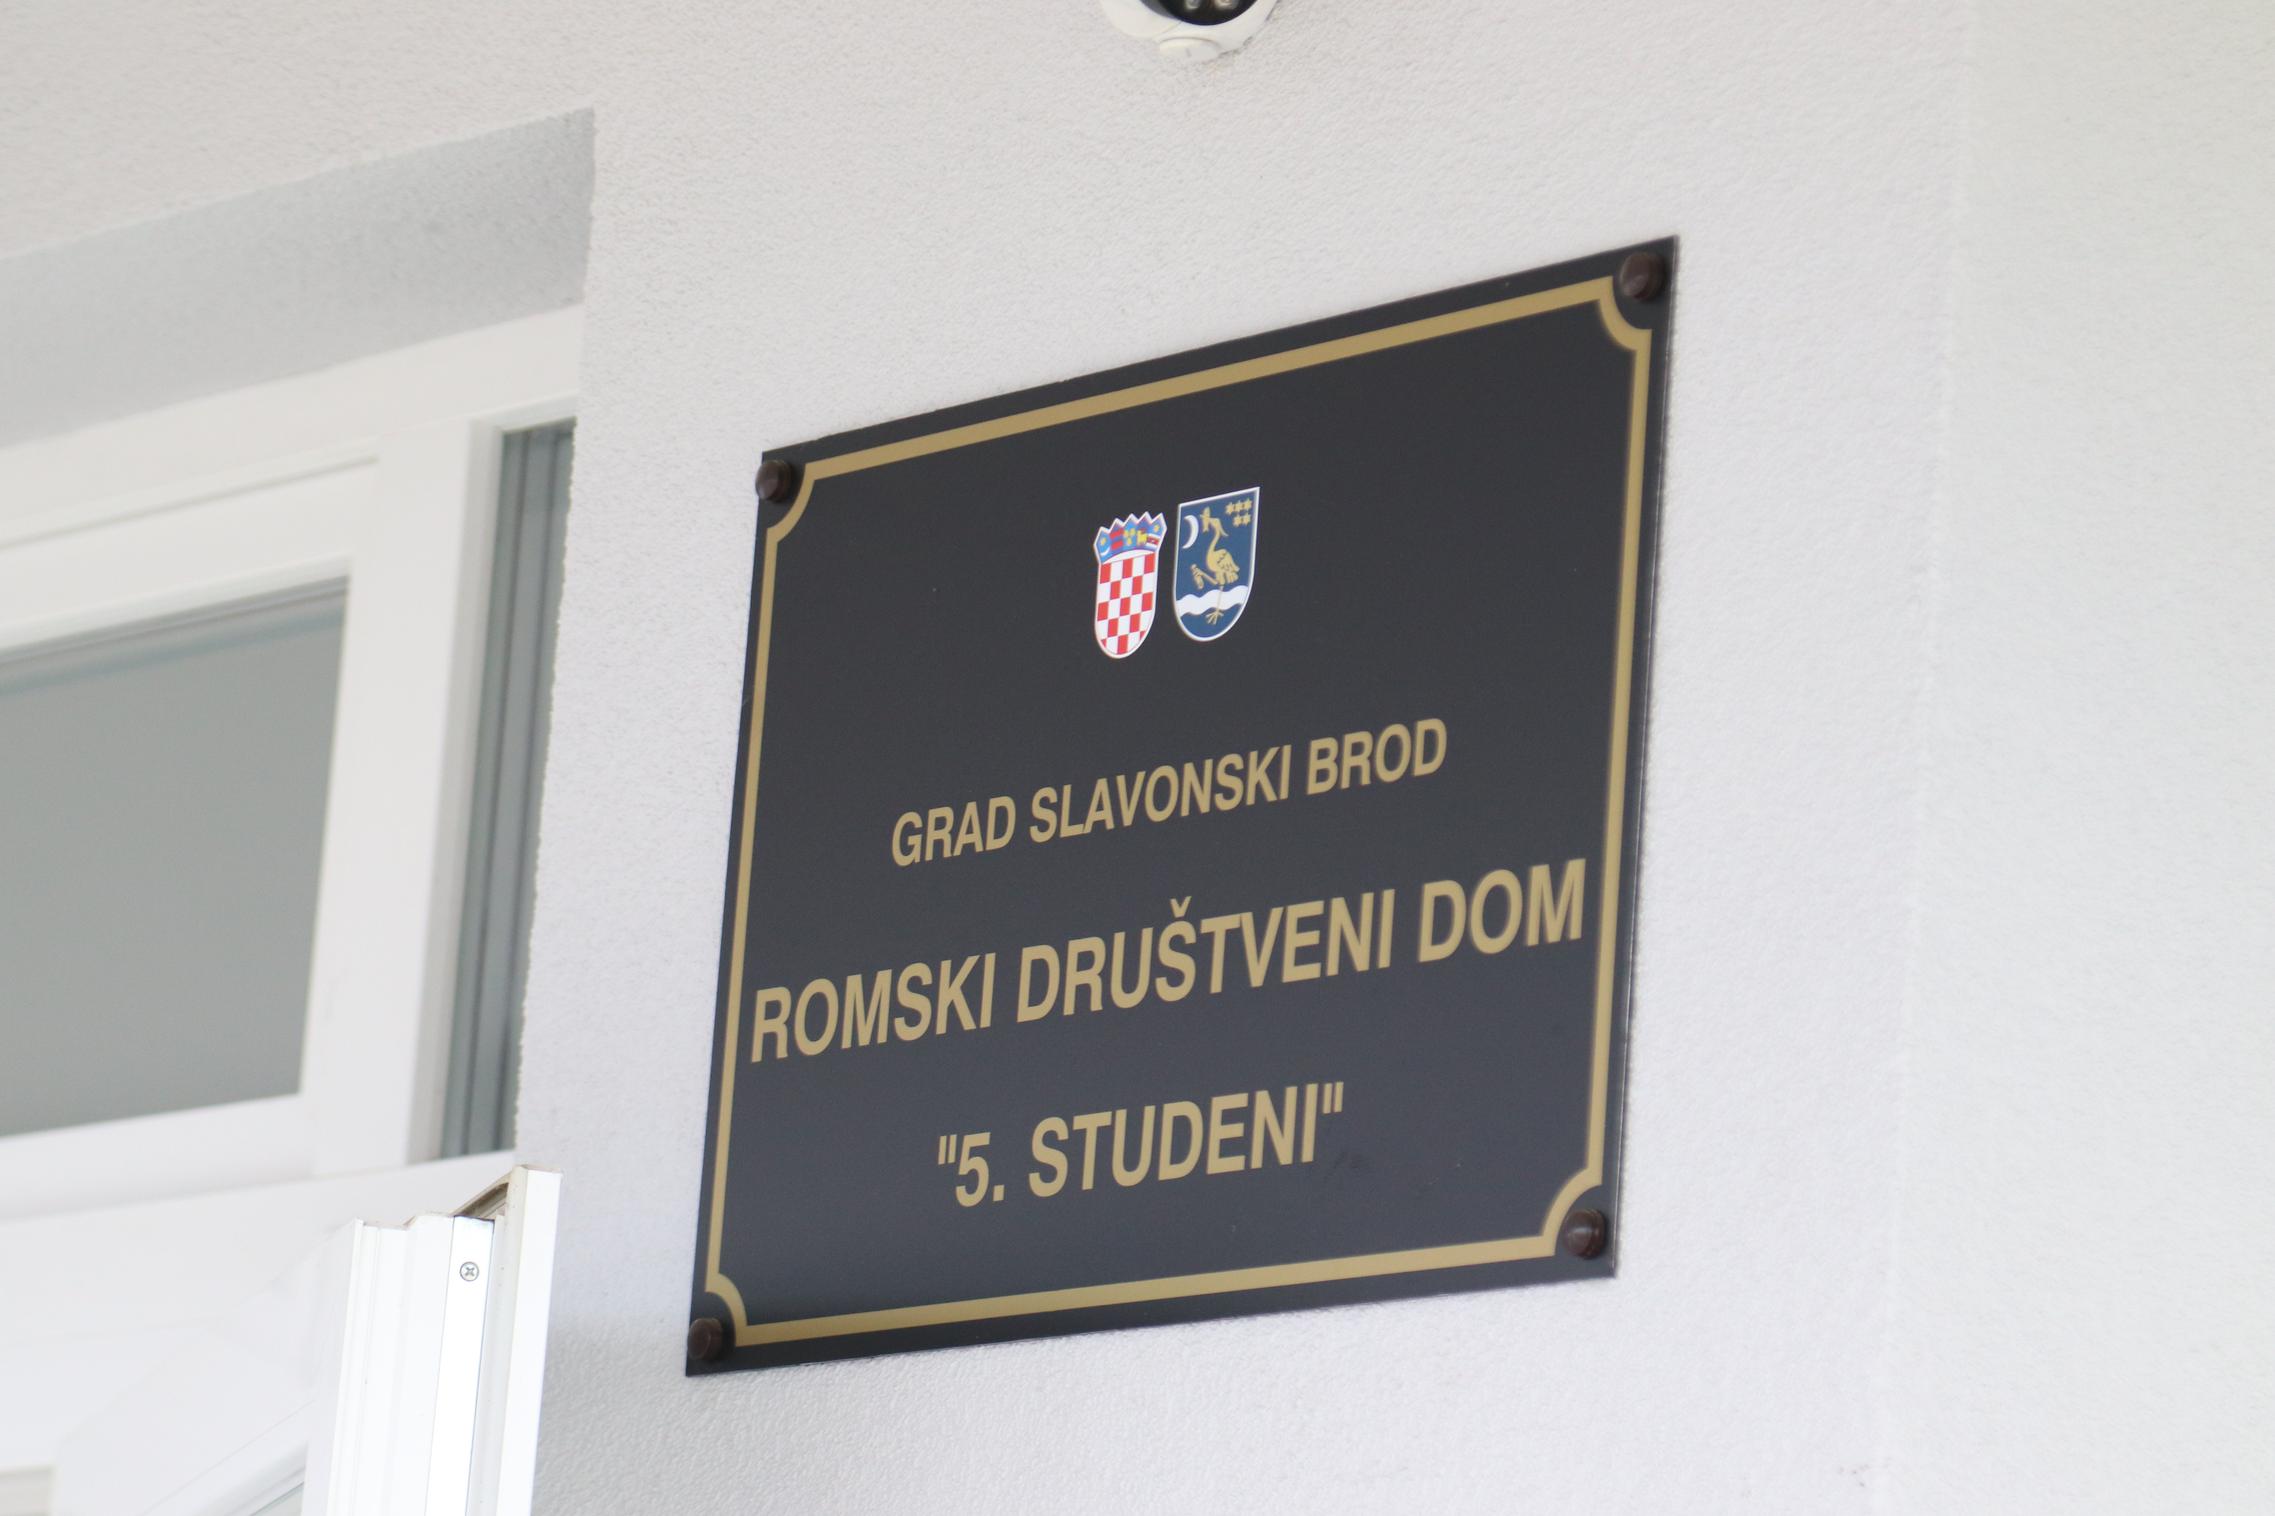 GRAD SLAVONSKI BROD
ROMSKI DRUŠTVENI DOM
"5. STUDENI"